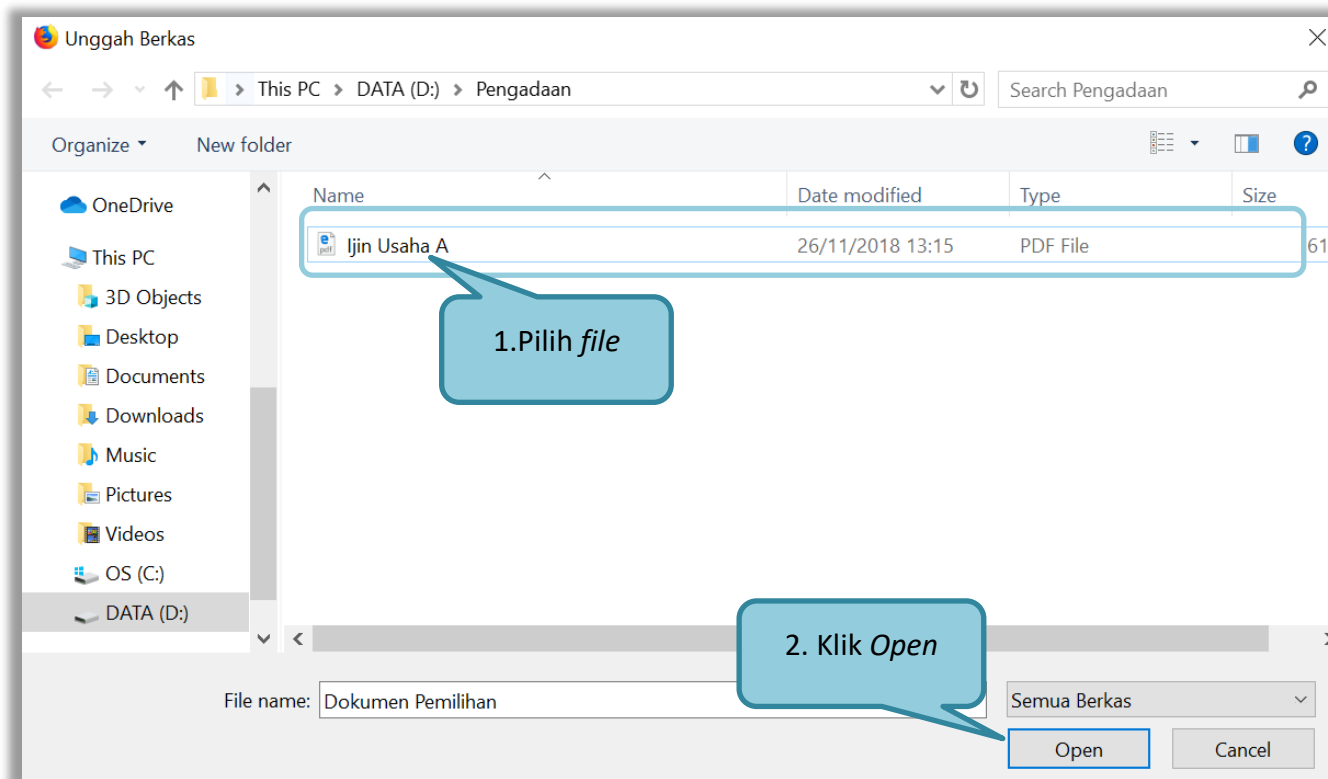 Unggah Berkas
This PC > DATA (D:) > Pengadaan
Search Pengadaan
Organize
New folder
Name
Date modified
Type
Size
OneDrive
This PC
3D Objects
Desktop
Documents
Downloads
Music
Pictures
Videos
OS (C:)
DATA (D:)
Ijin Usaha A
26/11/2018 13:15
PDF File
61
1.Pilih file
2. Klik Open
File name:
Dokumen Pemilihan
Semua Berkas
Open
Cancel